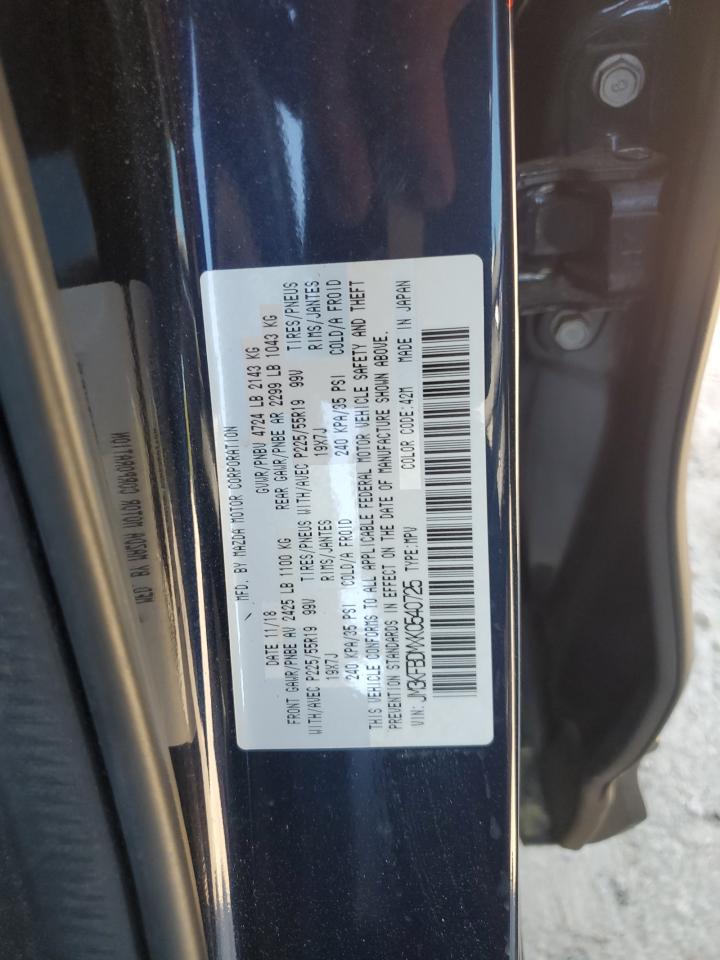 MFD. BY MAZDA MOTOR CORPORATION
DATE 11/18 GVWR/PNBV 4724 LB 2143 KG
FRONT GAWR/PNBE AV 2425 LB 1100 KG REAR GAWR/PNBE AR 2299 LB 1043 KG
WITH/AVEC P225/55R19 99V TIRES/PNEUS WITH/AVEC P225/55R19 99V TIRES/PNEUS
19X7J RIMS/JANTES 19X7J RIMS/JANTES
240 KPA/35 PSI COLD/A FROID 240 KPA/35 PSI COLD/A FROID
THIS VEHICLE CONFORMS TO ALL APPLICABLE FEDERAL MOTOR VEHICLE SAFETY AND THEFT
PREVENTION STANDARDS IN EFFECT ON THE DATE OF MANUFACTURE SHOWN ABOVE.
VIN: JM3KFBDMXK0540725 TYPE:MPV COLOR CODE:42M MADE IN JAPAN
8